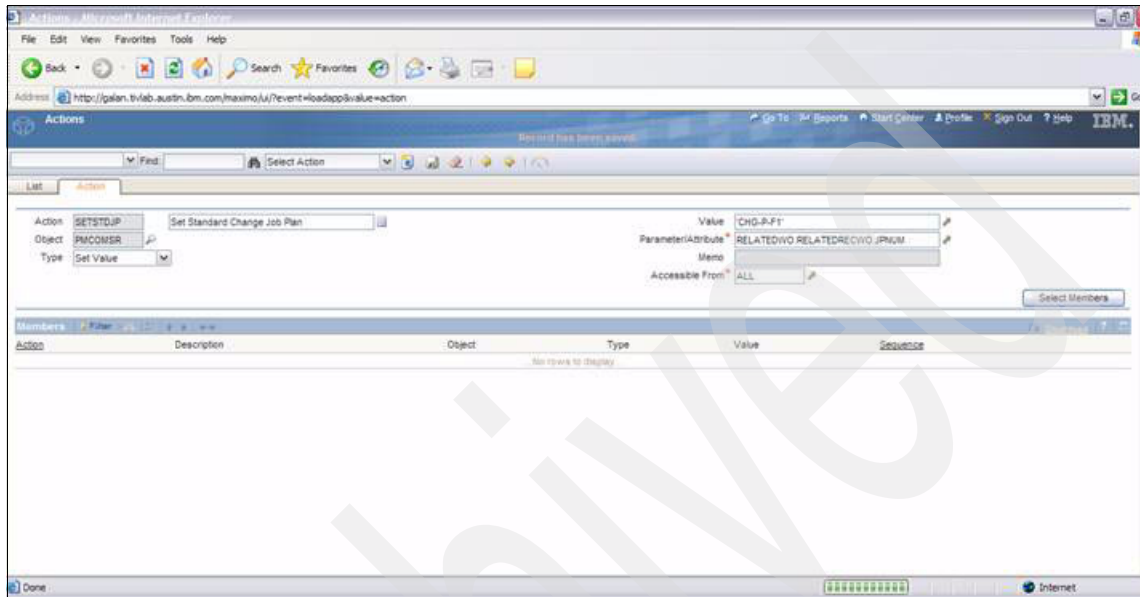 Actions - Microsoft Internet Explorer
File Edit View Favorites Tools Help
Back Search Favorites
Address http://galan.tivlab.austin.ibm.com/maximo/ui/?event=loadapp&value=action
Actions Go To Reports Start Center Profile Sign Out ? Help IBM.
Record has been saved.
Find: Select Action
List Action
Action SETSTDJP Set Standard Change Job Plan Value 'CHG-P-F1'
Object PMCOMSR Parameter/Attribute * RELATEDWO.RELATEDRECWO.JPNUM
Type Set Value Memo
Accessible From * ALL
Select Members
Members Filter
Action Description Object Type Value Sequence
No rows to display
Done Internet